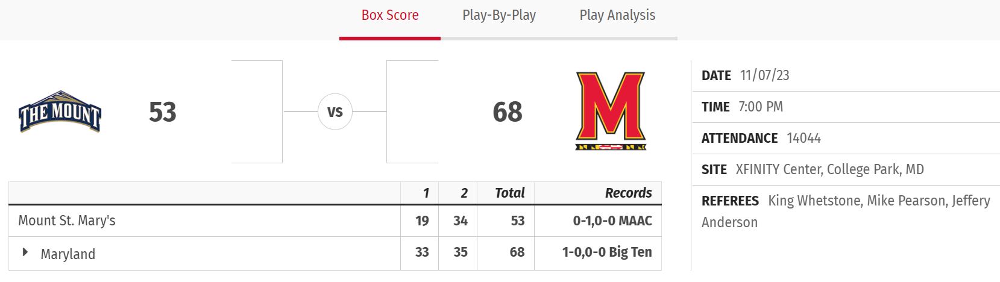 Box Score Play-By-Play Play Analysis
THE MOUNT 53 VS 68 M
DATE 11/07/23
TIME 7:00 PM
ATTENDANCE 14044
SITE XFINITY Center, College Park, MD
REFEREES King Whetstone, Mike Pearson, Jeffery
Anderson
1 2 Total Records
Mount St. Mary's 19 34 53 0-1,0-0 MAAC
Maryland 33 35 68 1-0,0-0 Big Ten